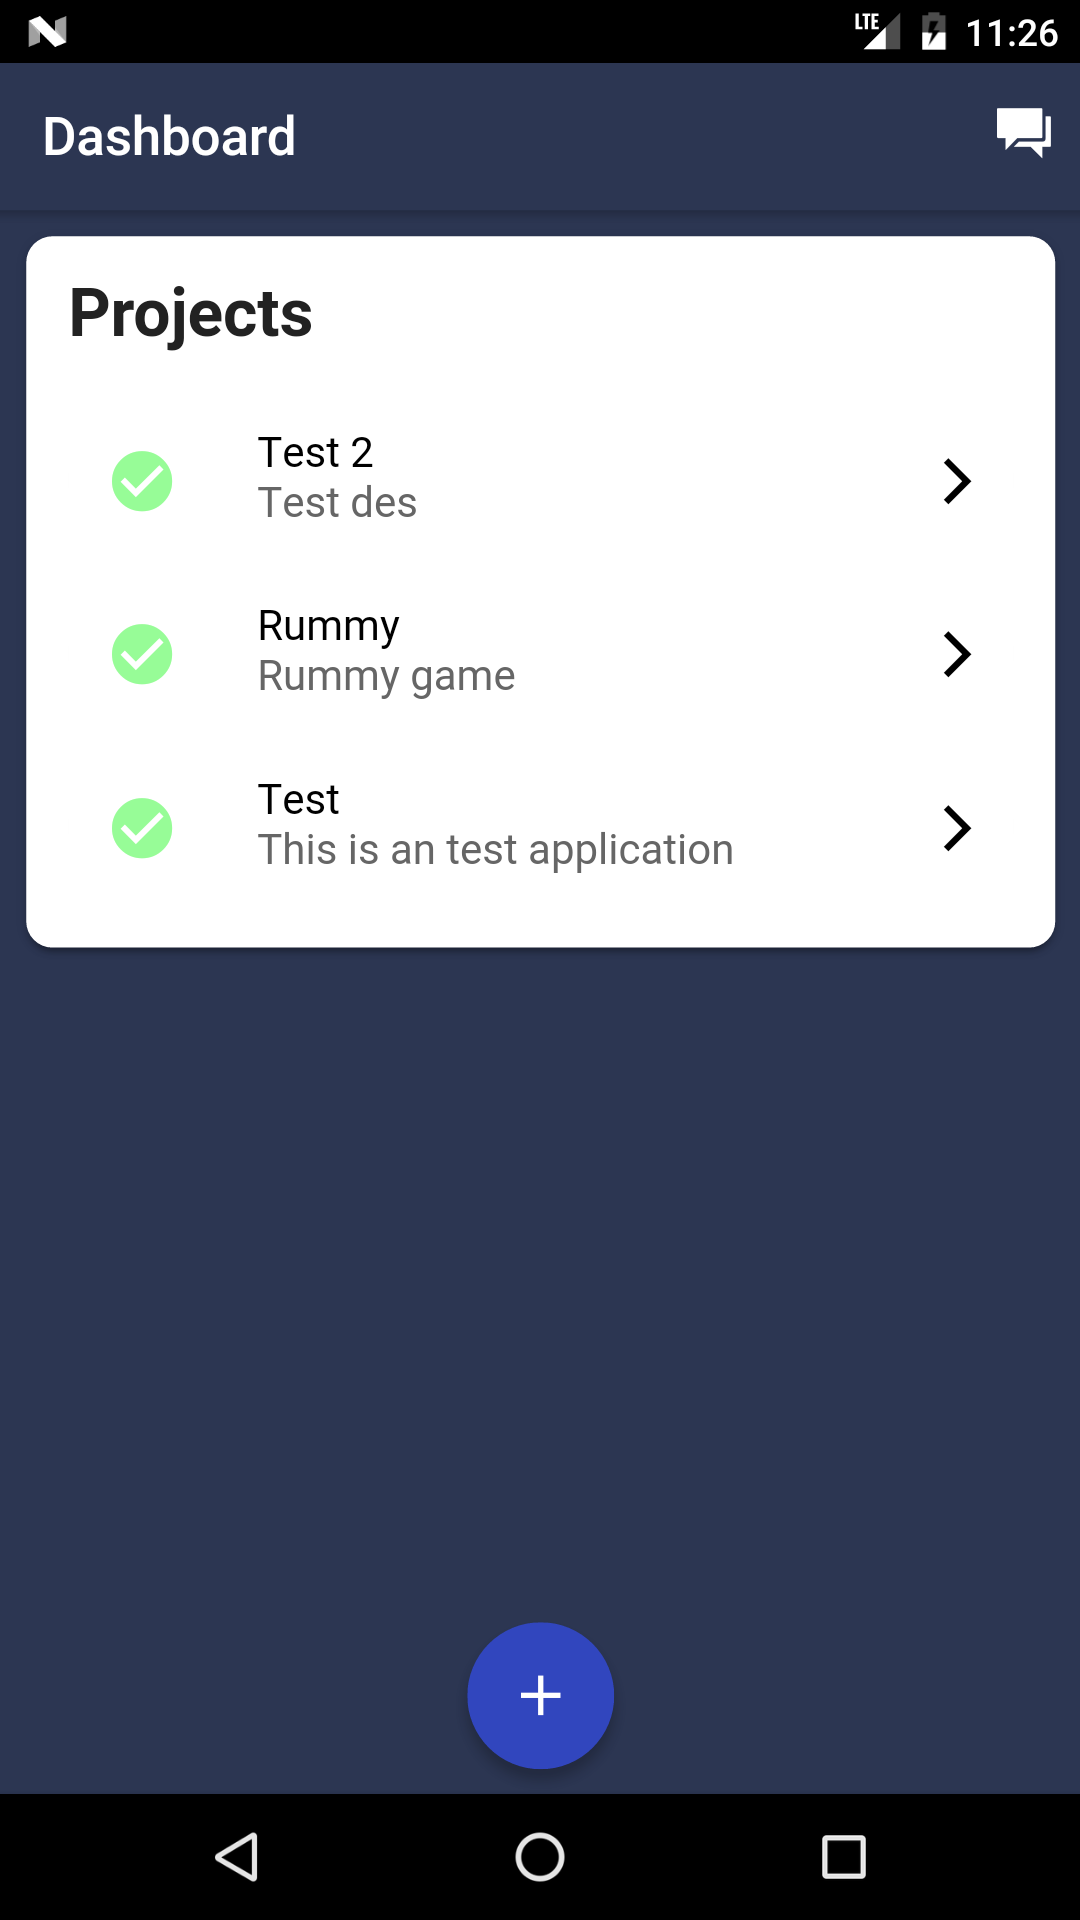 LTE 11:26
Dashboard
Projects
Test 2
Test des
Rummy
Rummy game
Test
This is an test application